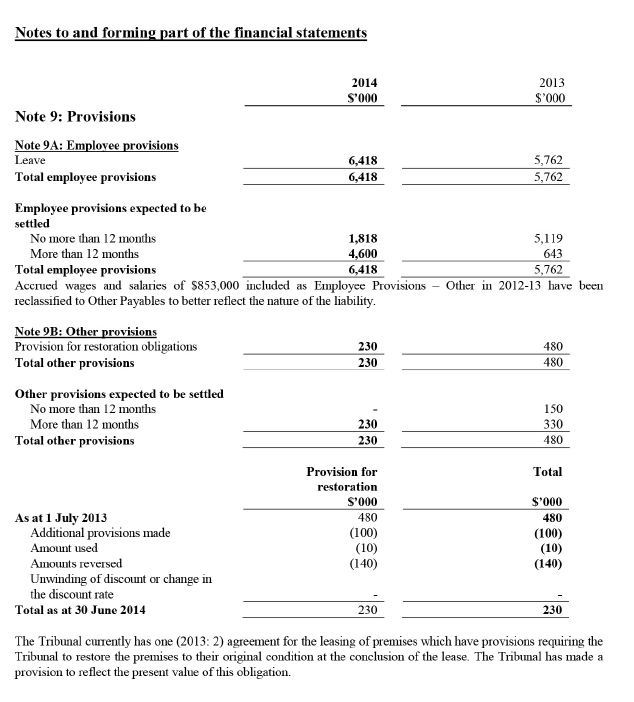 Notes to and forming part of the financial statements
2014 2013
$'000 $'000
Note 9: Provisions
Note 9A: Employee provisions
Leave 6,418 5,762
Total employee provisions 6,418 5,762
Employee provisions expected to be
settled
No more than 12 months 1,818 5,119
More than 12 months 4,600 643
Total employee provisions 6,418 5,762
Accrued wages and salaries of $853,000 included as Employee Provisions – Other in 2012-13 have been
reclassified to Other Payables to better reflect the nature of the liability.
Note 9B: Other provisions
Provision for restoration obligations 230 480
Total other provisions 230 480
Other provisions expected to be settled
No more than 12 months - 150
More than 12 months 230 330
Total other provisions 230 480
Provision for Total
restoration
$'000 $'000
As at 1 July 2013 480 480
Additional provisions made (100) (100)
Amount used (10) (10)
Amounts reversed (140) (140)
Unwinding of discount or change in
the discount rate - -
Total as at 30 June 2014 230 230
The Tribunal currently has one (2013: 2) agreement for the leasing of premises which have provisions requiring the
Tribunal to restore the premises to their original condition at the conclusion of the lease. The Tribunal has made a
provision to reflect the present value of this obligation.